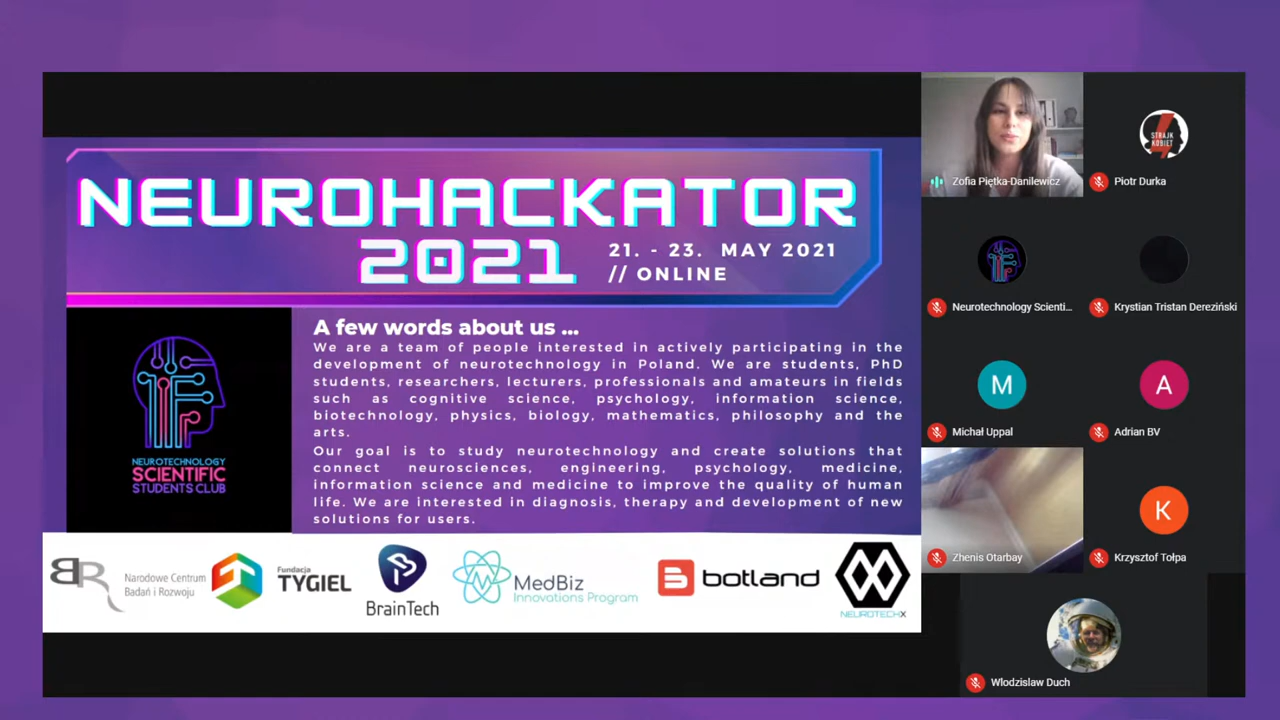 NEUROHACKATOR
2021
21. - 23. MAY 2021
// ONLINE
NEUROTECHNOLOGY
SCIENTIFIC
STUDENTS CLUB
A few words about us ...
We are a team of people interested in actively participating in the
development of neurotechnology in Poland. We are students, PhD
students, researchers, lecturers, professionals and amateurs in fields
such as cognitive science, psychology, information science,
biotechnology, physics, biology, mathematics, philosophy and the
arts.
Our goal is to study neurotechnology and create solutions that
connect neurosciences, engineering, psychology, medicine,
information science and medicine to improve the quality of human
life. We are interested in diagnosis, therapy and development of new
solutions for users.
BR
Narodowe Centrum
Badań i Rozwoju
Fundacja
TYGIEL
BrainTech
MedBiz
Innovations Program
botland
NEUROTECHX
Zofia Piętka-Danilewicz
STRAJK
KOBIET
Piotr Durka
Neurotechnology Scienti...
Krystian Tristan Dereziński
M
Michał Uppal
A
Adrian BV
Zhenis Otarbay
K
Krzysztof Tołpa
Wlodzislaw Duch